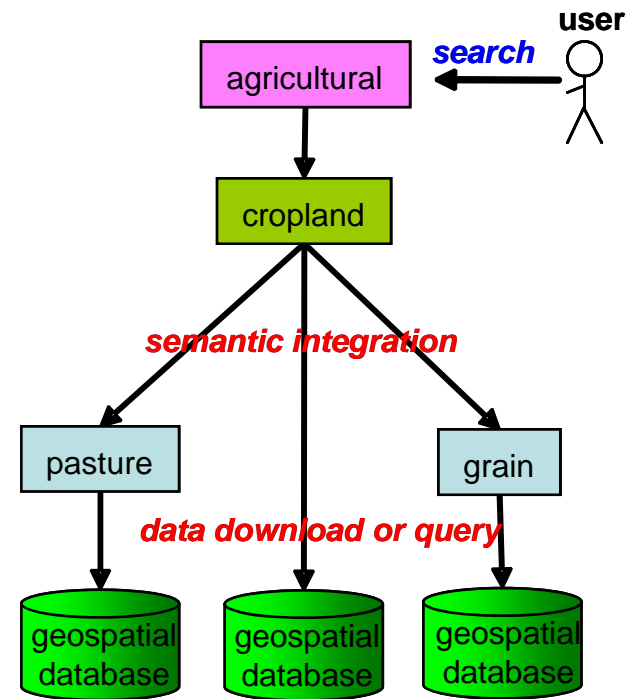 user
search
agricultural
cropland
semantic integration
pasture
grain
data download or query
geospatial
database
geospatial
database
geospatial
database